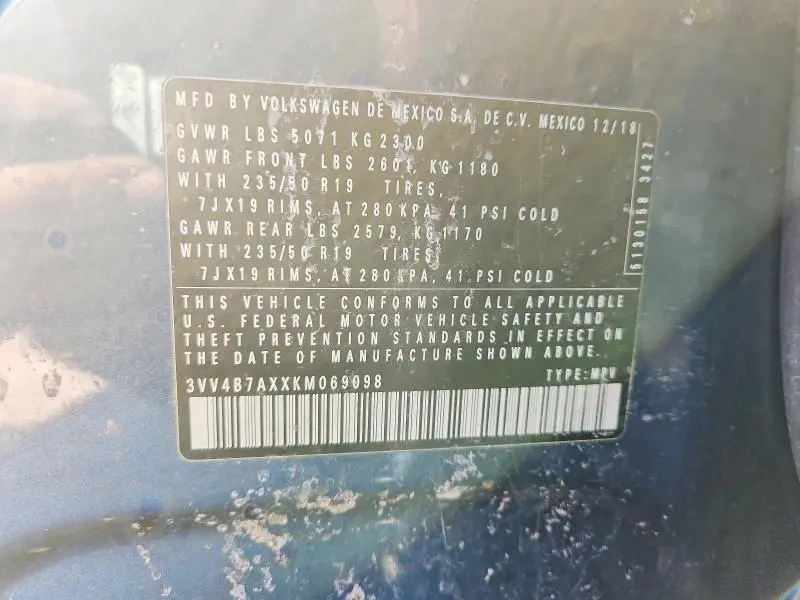 MFD BY VOLKSWAGEN DE MEXICO S.A. DE C.V. MEXICO 12/18
GVWR LBS 5071 KG 2300
GAWR FRONT LBS 2601, KG 1180
WITH 235/50 R19 TIRES,
7JX19 RIMS, AT 280 KPA, 41 PSI COLD
GAWR REAR LBS 2579, KG 1170
WITH 235/50 R19 TIRES,
7JX19 RIMS, AT 280 KPA, 41 PSI COLD
5130158 3427
THIS VEHICLE CONFORMS TO ALL APPLICABLE
U.S. FEDERAL MOTOR VEHICLE SAFETY AND
THEFT PREVENTION STANDARDS IN EFFECT ON
THE DATE OF MANUFACTURE SHOWN ABOVE.
3VV4B7AXXKM069098 TYPE: MPV